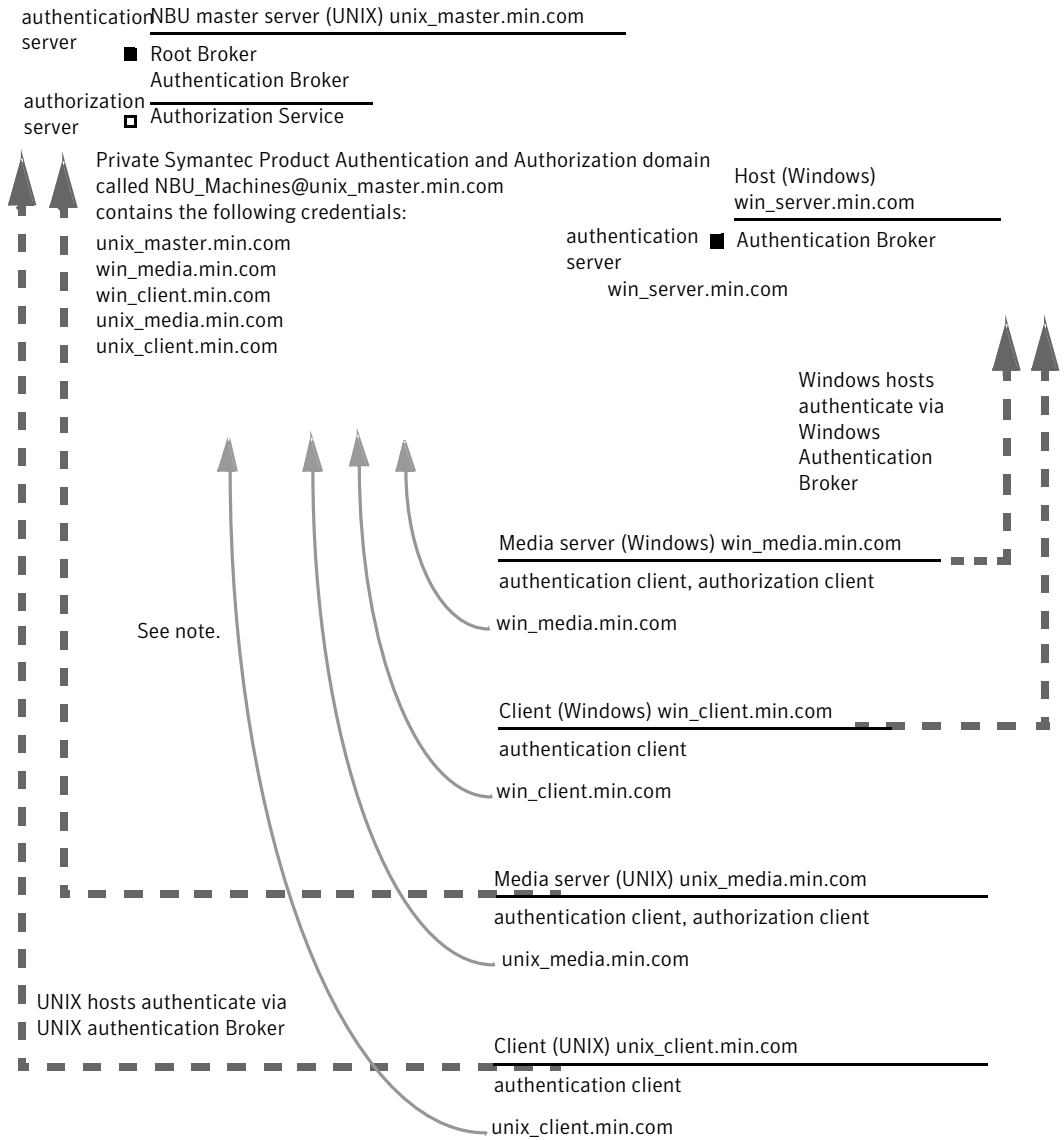 authentication
server
NBU master server (UNIX) unix_master.min.com
Root Broker
Authentication Broker
authorization
server
Authorization Service
Private Symantec Product Authentication and Authorization domain
called NBU_Machines@unix_master.min.com
contains the following credentials:
unix_master.min.com
win_media.min.com
win_client.min.com
unix_media.min.com
unix_client.min.com
Host (Windows)
win_server.min.com
authentication
server
Authentication Broker
win_server.min.com
Windows hosts
authenticate via
Windows
Authentication
Broker
Media server (Windows) win_media.min.com
authentication client, authorization client
win_media.min.com
See note.
Client (Windows) win_client.min.com
authentication client
win_client.min.com
Media server (UNIX) unix_media.min.com
authentication client, authorization client
unix_media.min.com
UNIX hosts authenticate via
UNIX authentication Broker
Client (UNIX) unix_client.min.com
authentication client
unix_client.min.com